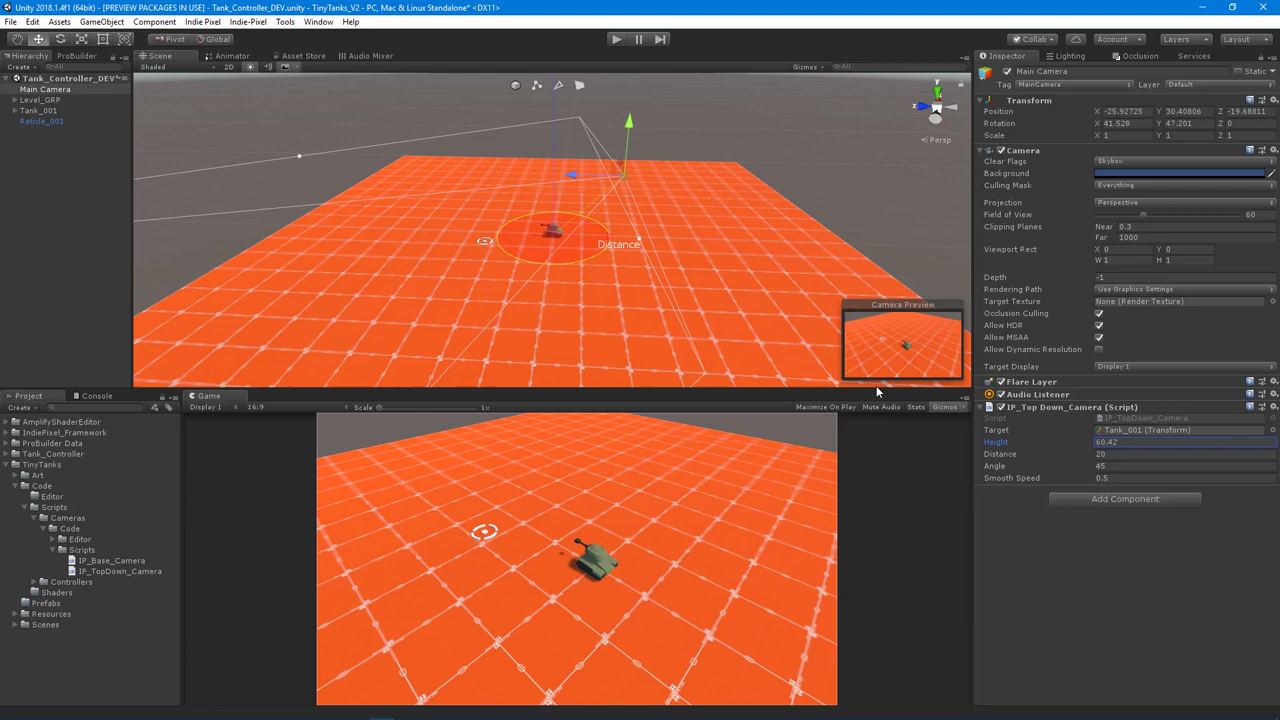 Unity 2018.1.4f1 (64bit) - [PREVIEW PACKAGES IN USE] - Tank_Controller_DEV.unity - TinyTanks_V2 - PC, Mac & Linux Standalone* <DX11>
File Edit Assets GameObject Component Indie Pixel Indie-Pixel Tools Window Help
Pivot Global Collab Account Layers Layout
Hierarchy ProBuilder
Create All
Tank_Controller_DEV*
Main Camera
Level_GRP
Tank_001
Reticle_001
Scene Animator Asset Store Audio Mixer
Shaded 2D Gizmos All
y
z
Persp
Distance
Camera Preview
Project Console
Create
AmplifyShaderEditor
IndiePixel_Framework
ProBuilder Data
Tank_Controller
TinyTanks
Art
Code
Editor
Scripts
Cameras
Code
Editor
Scripts
IP_Base_Camera
IP_TopDown_Camera
Controllers
Shaders
Prefabs
Resources
Scenes
Game
Display 1 16:9 Scale 1x Maximize On Play Mute Audio Stats Gizmos
Inspector Lighting Occlusion Services
Main Camera Static
Tag MainCamera Layer Default
Transform
Position X -25.92725 Y 30.40806 Z -19.68811
Rotation X 41.528 Y 47.201 Z 0
Scale X 1 Y 1 Z 1
Camera
Clear Flags Skybox
Background
Culling Mask Everything
Projection Perspective
Field of View 60
Clipping Planes Near 0.3
Far 1000
Viewport Rect X 0 Y 0
W 1 H 1
Depth -1
Rendering Path Use Graphics Settings
Target Texture None (Render Texture)
Occlusion Culling
Allow HDR
Allow MSAA
Allow Dynamic Resolution
Target Display Display 1
Flare Layer
Audio Listener
IP_Top Down_Camera (Script)
Script IP_TopDown_Camera
Target Tank_001 (Transform)
Height 60.42
Distance 20
Angle 45
Smooth Speed 0.5
Add Component